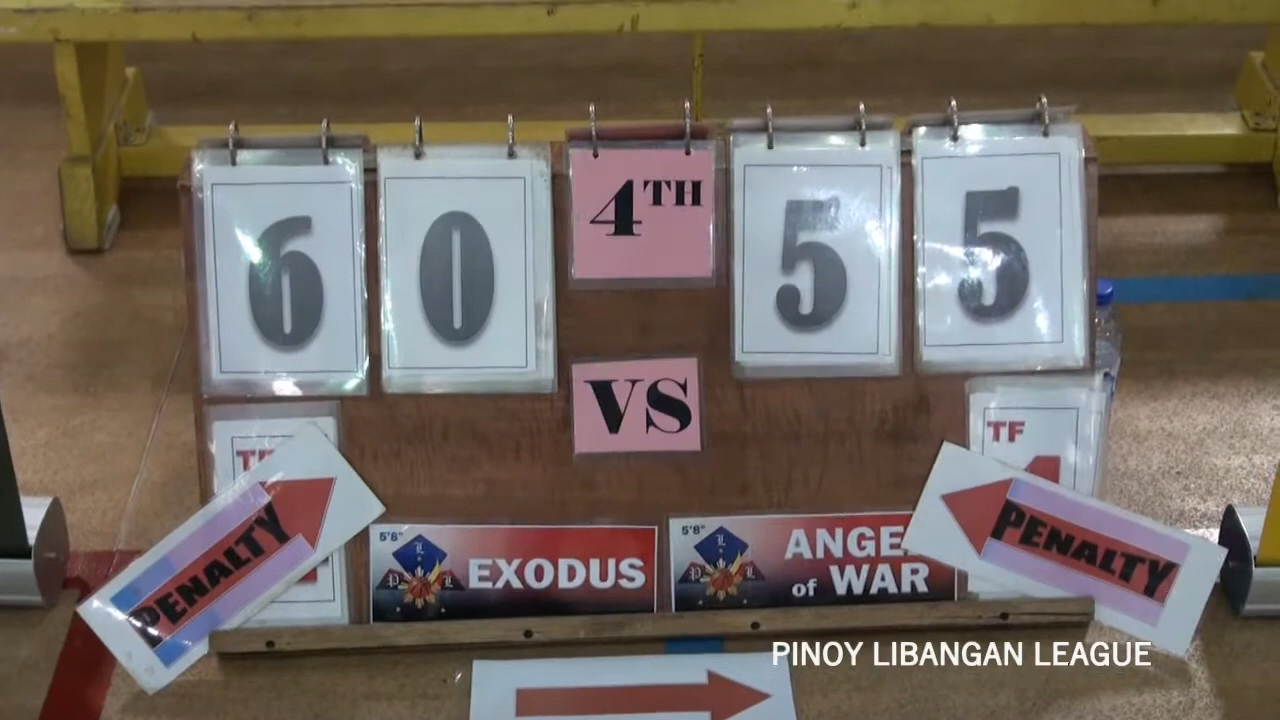 60
4TH
55
VS
TF
TF
1
PENALTY
PENALTY
5'8"
L
P L
EXODUS
5'8"
L
P L
ANGE
of WAR
PINOY LIBANGAN LEAGUE